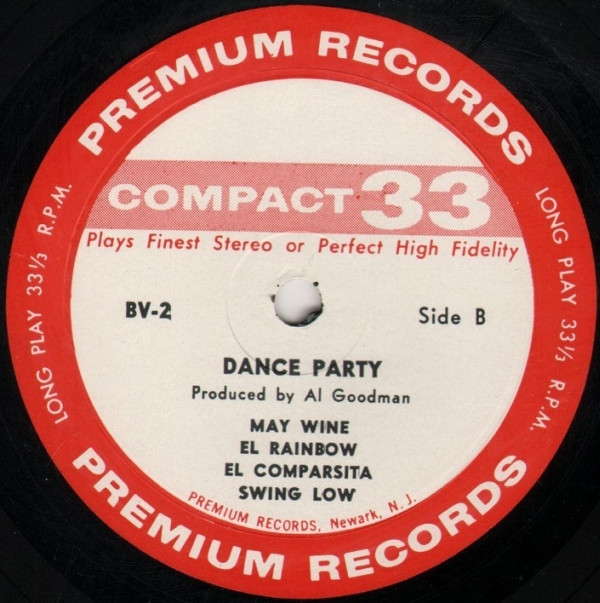 PREMIUM RECORDS
COMPACT 33
Plays Finest Stereo or Perfect High Fidelity
LONG PLAY 33⅓ R.P.M.
LONG PLAY 33⅓ R.P.M.
BV-2
Side B
DANCE PARTY
Produced by Al Goodman
MAY WINE
EL RAINBOW
EL COMPARSITA
SWING LOW
PREMIUM RECORDS, Newark, N. J.
PREMIUM RECORDS